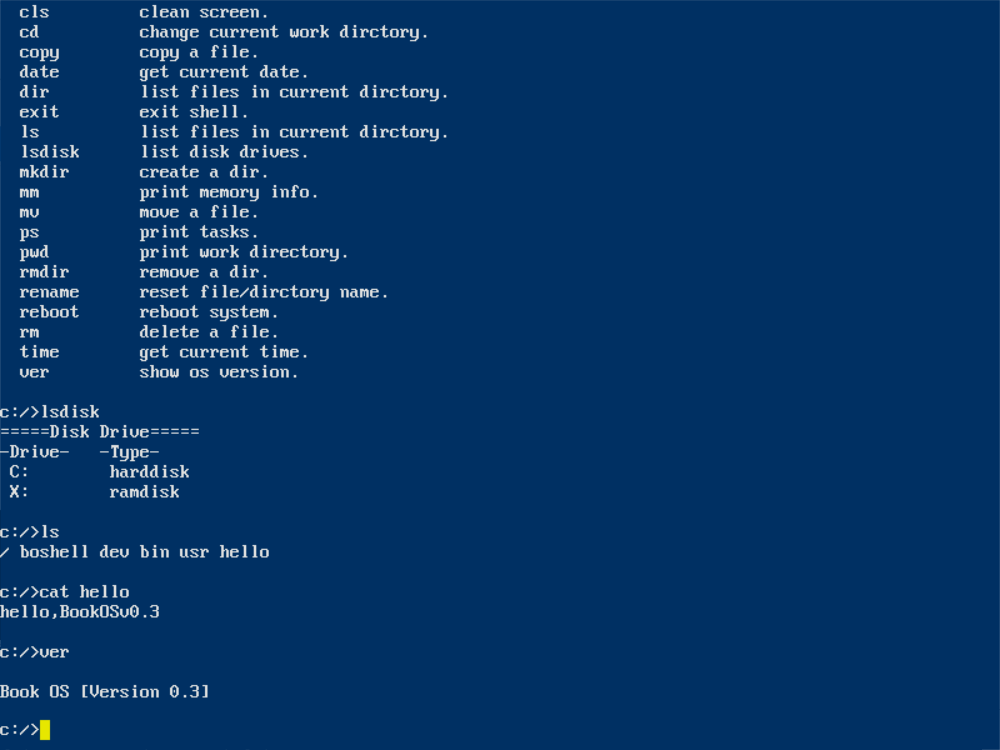 cls         clean screen.
cd          change current work dirctory.
copy        copy a file.
date        get current date.
dir         list files in current dirctory.
exit        exit shell.
ls          list files in current dirctory.
lsdisk      list disk drives.
mkdir       create a dir.
mm          print memory info.
mv          move a file.
ps          print tasks.
pwd         print work directory.
rmdir       remove a dir.
rename      reset file/dirctory name.
reboot      reboot system.
rm          delete a file.
time        get current time.
ver         show os version.
c:/>lsdisk
=====Disk Drive=====
-Drive-   -Type-
C:        harddisk
X:        ramdisk
c:/>ls
/ boshell dev bin usr hello
c:/>cat hello
hello,BookOSv0.3
c:/>ver
Book OS [Version 0.3]
c:/>